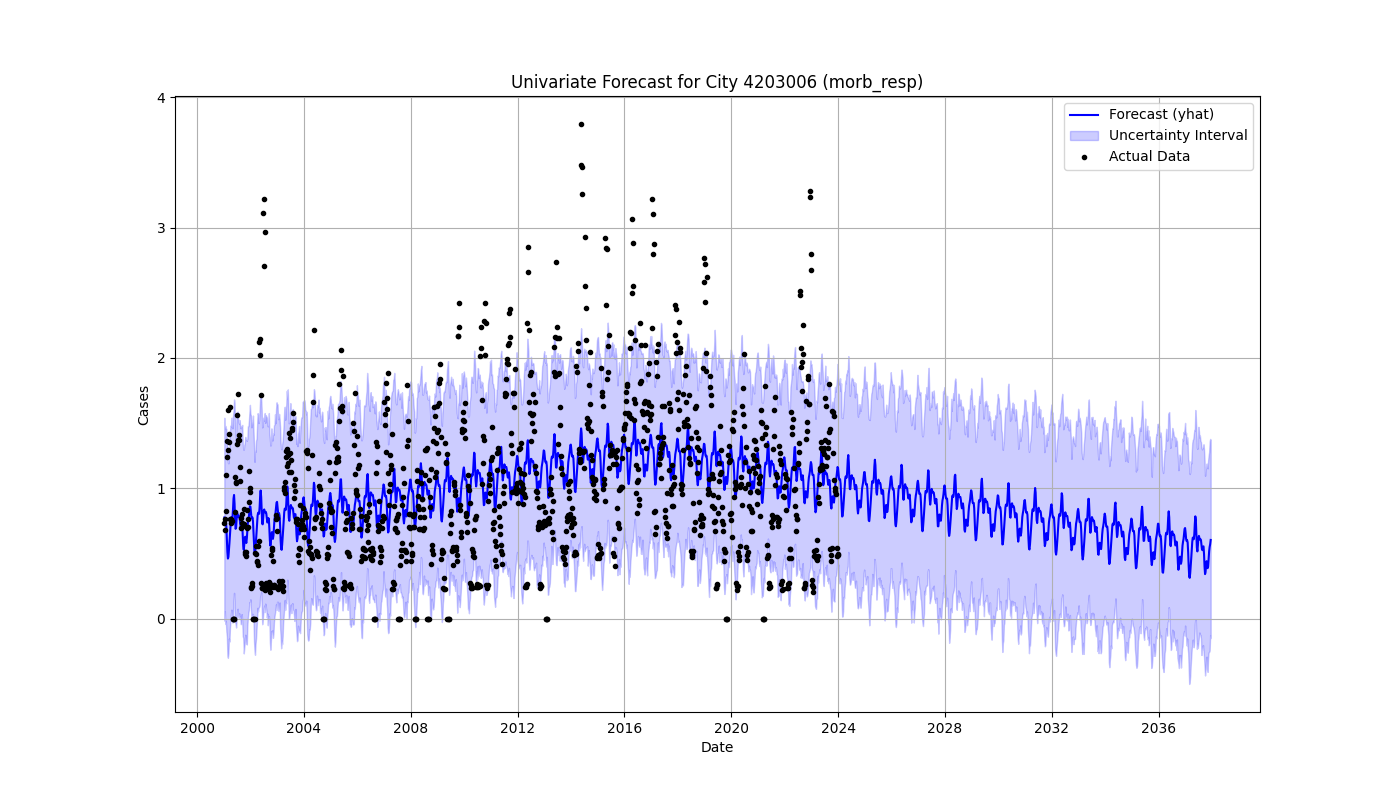 Univariate Forecast for City 4203006 (morb_resp)
Forecast (yhat)
Uncertainty Interval
Actual Data
Cases
4
3
2
1
0
2000 2004 2008 2012 2016 2020 2024 2028 2032 2036
Date